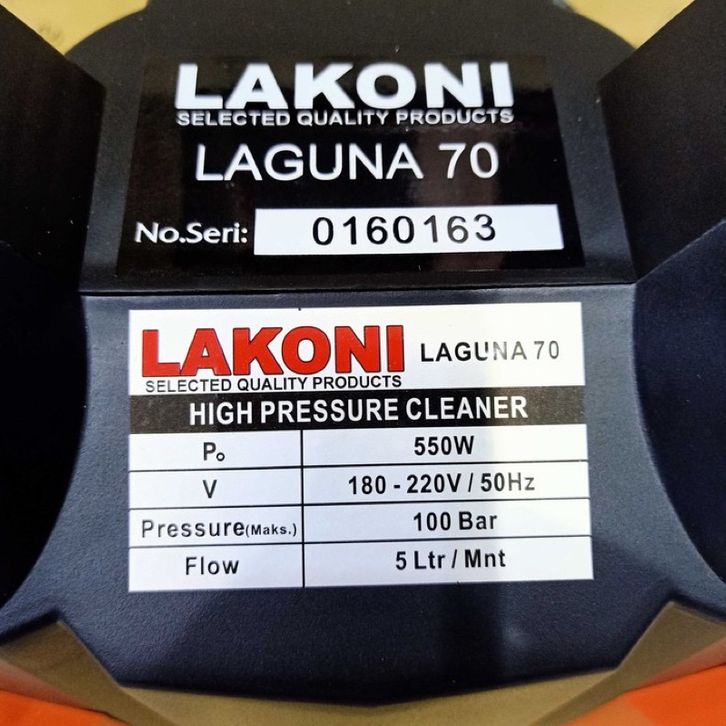 LAKONI
SELECTED QUALITY PRODUCTS
LAGUNA 70
No.Seri: 0160163
LAKONI LAGUNA 70
SELECTED QUALITY PRODUCTS
HIGH PRESSURE CLEANER
Po 550W
V 180 - 220V / 50Hz
Pressure(Maks.) 100 Bar
Flow 5 Ltr / Mnt